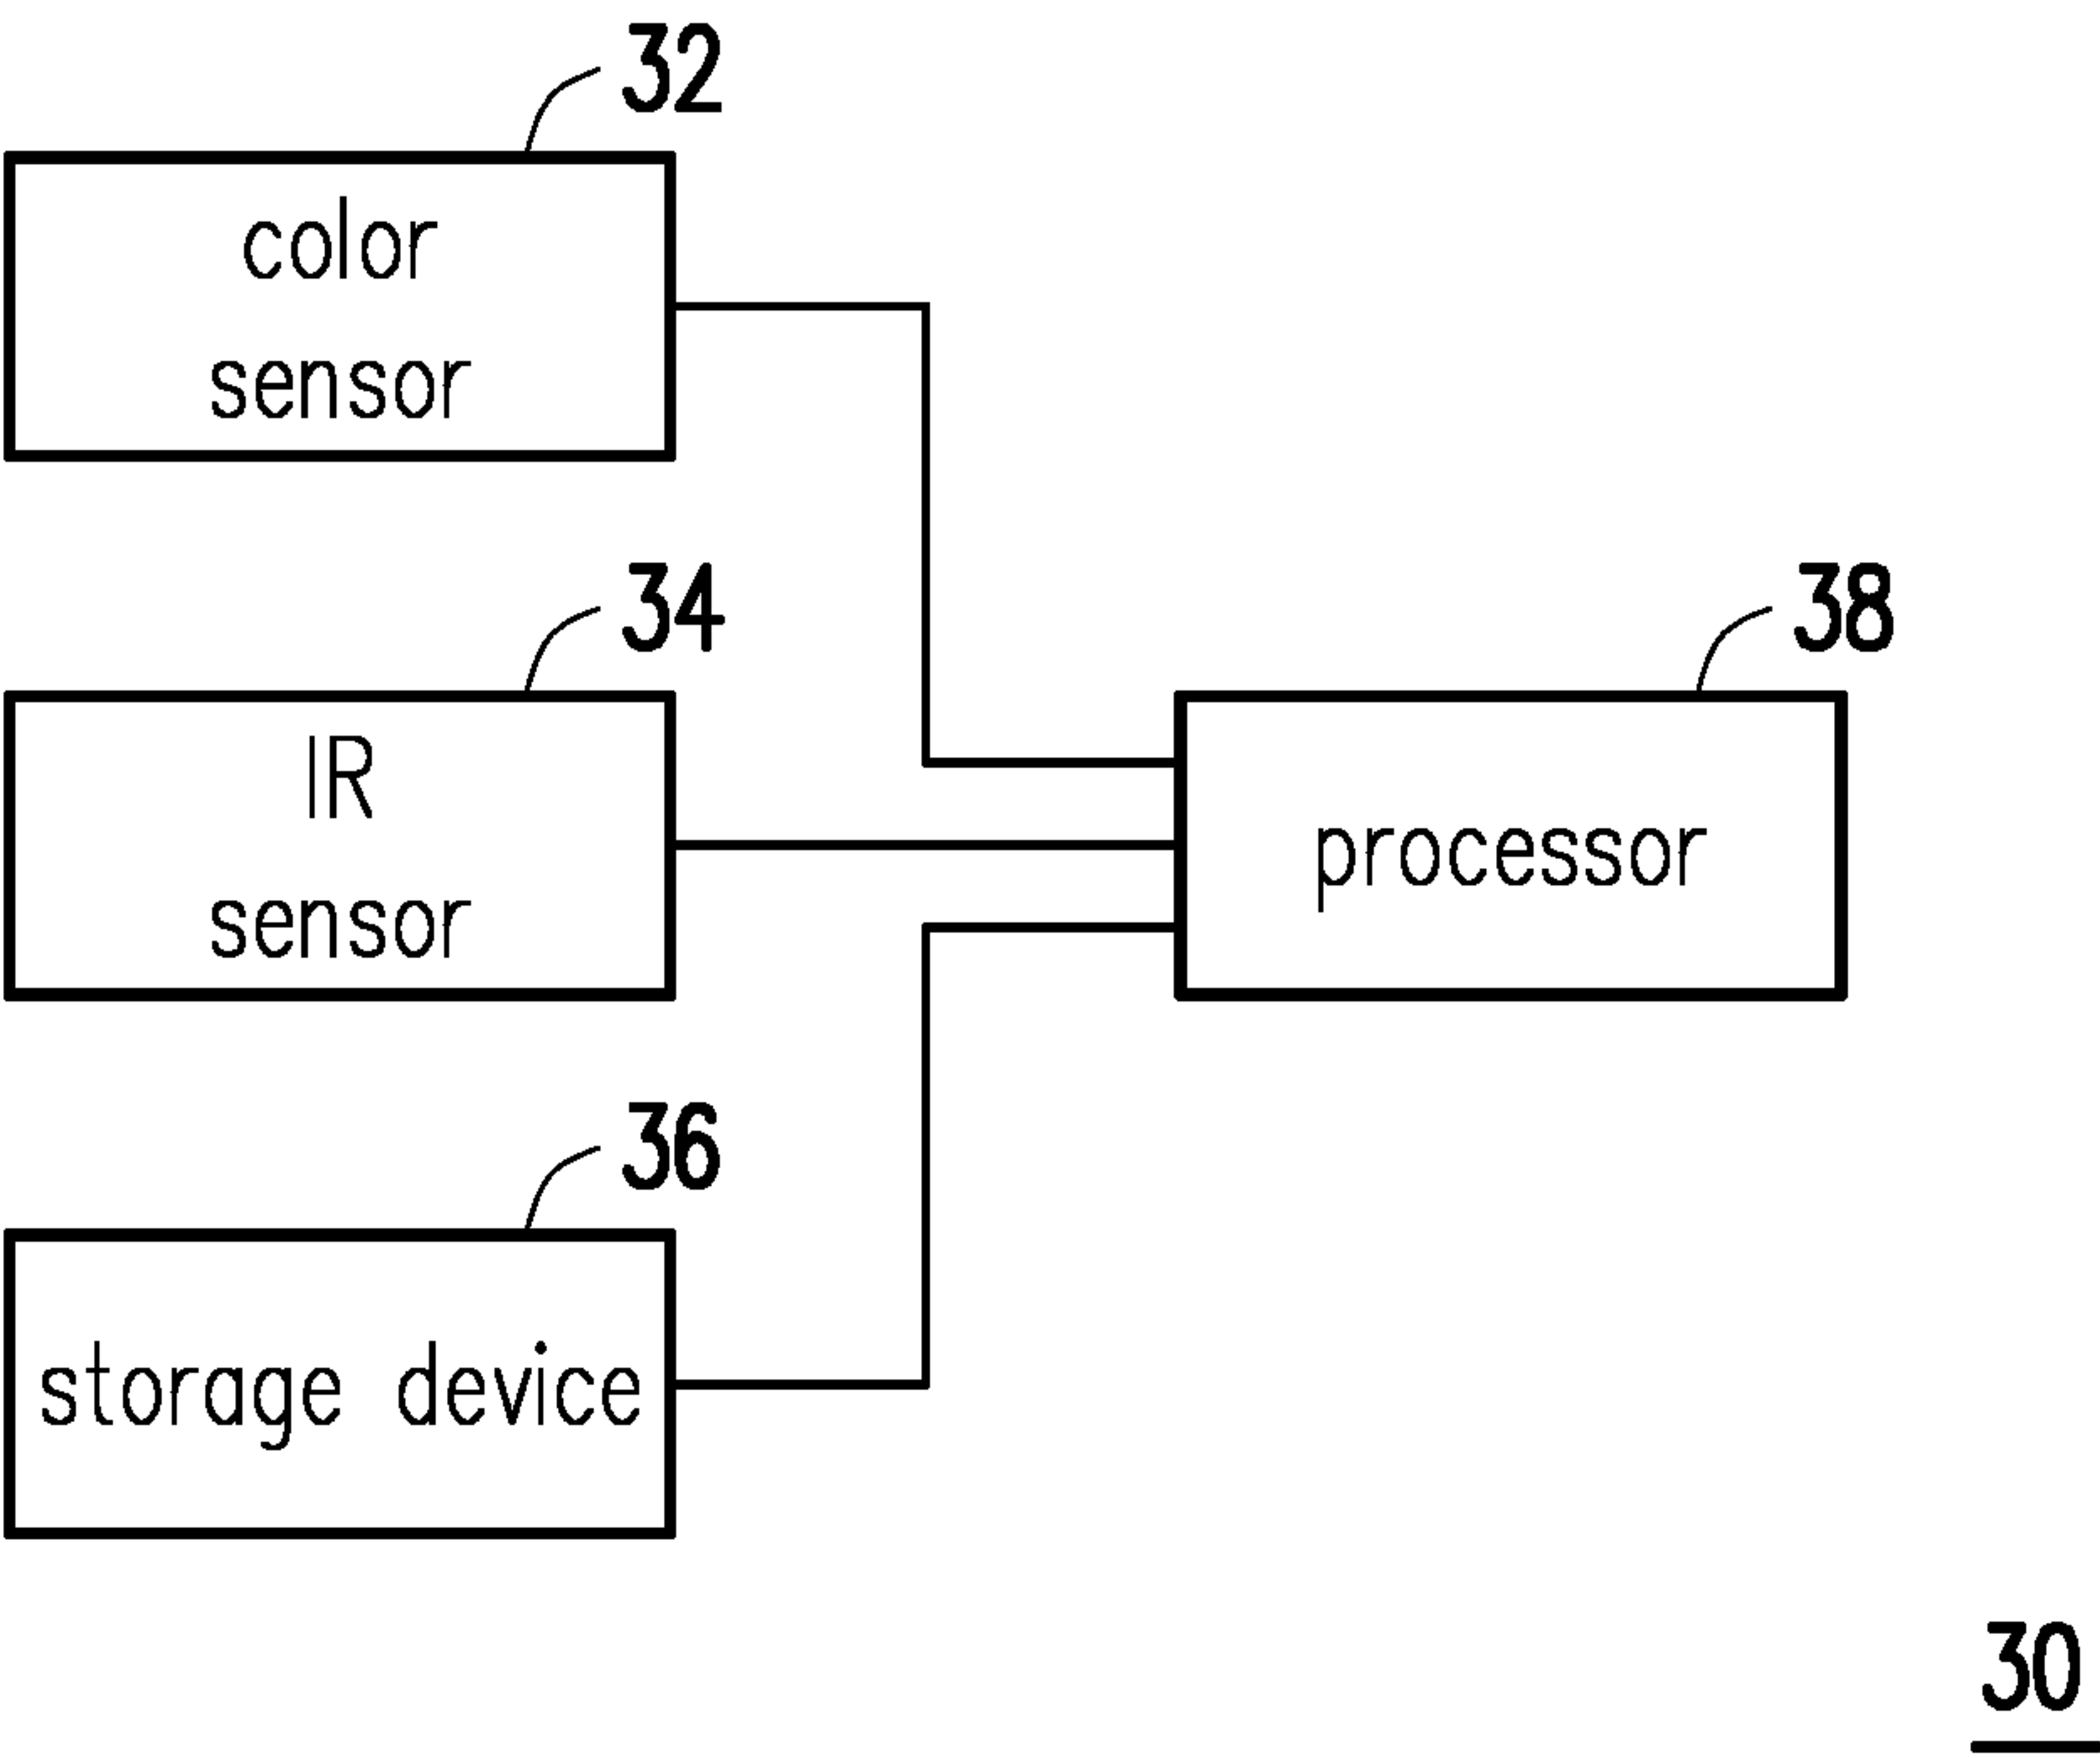 32
color
sensor
34
IR
sensor
38
processor
36
storage device
30